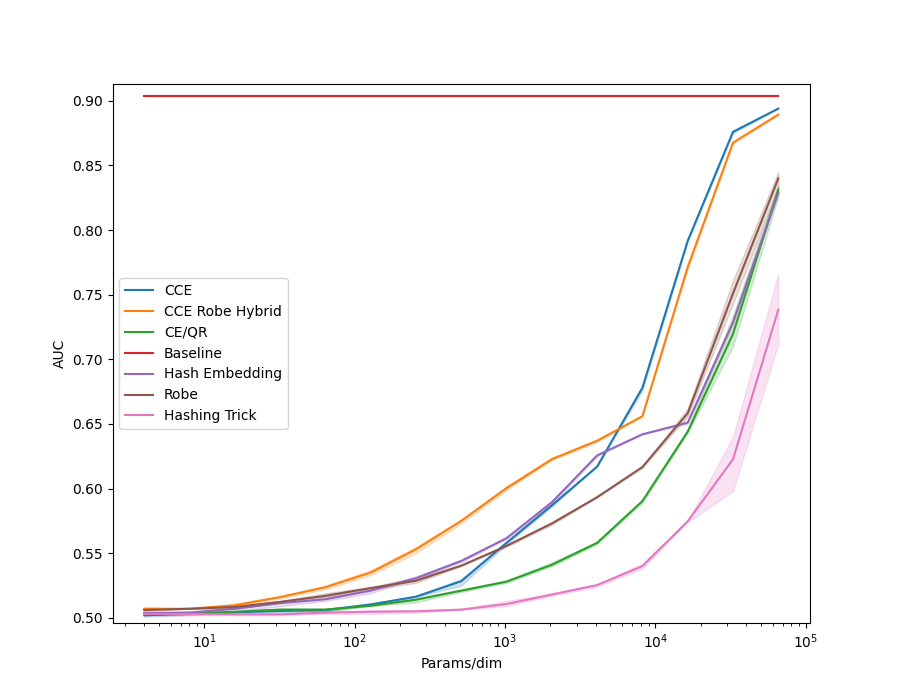 0.90
0.85
0.80
0.75
0.70
0.65
0.60
0.55
0.50
AUC
CCE
CCE Robe Hybrid
CE/QR
Baseline
Hash Embedding
Robe
Hashing Trick
10¹ 10² 10³ 10⁴ 10⁵
Params/dim